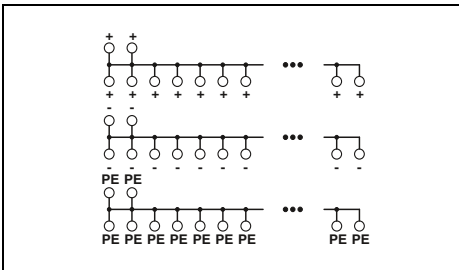 + +
+ + + + + + + + +
- -
- - - - - - - - -
PE PE
PE PE PE PE PE PE PE PE PE